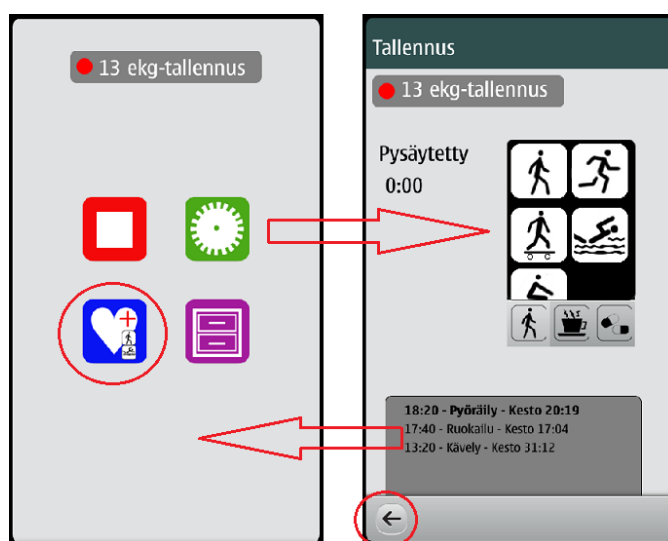 13 ekg-tallennus
Tallennus
13 ekg-tallennus
Pysäytetty
0:00
18:20 - Pyöräily - Kesto 20:19
17:40 - Ruokailu - Kesto 17:04
13:20 - Kävely - Kesto 31:12